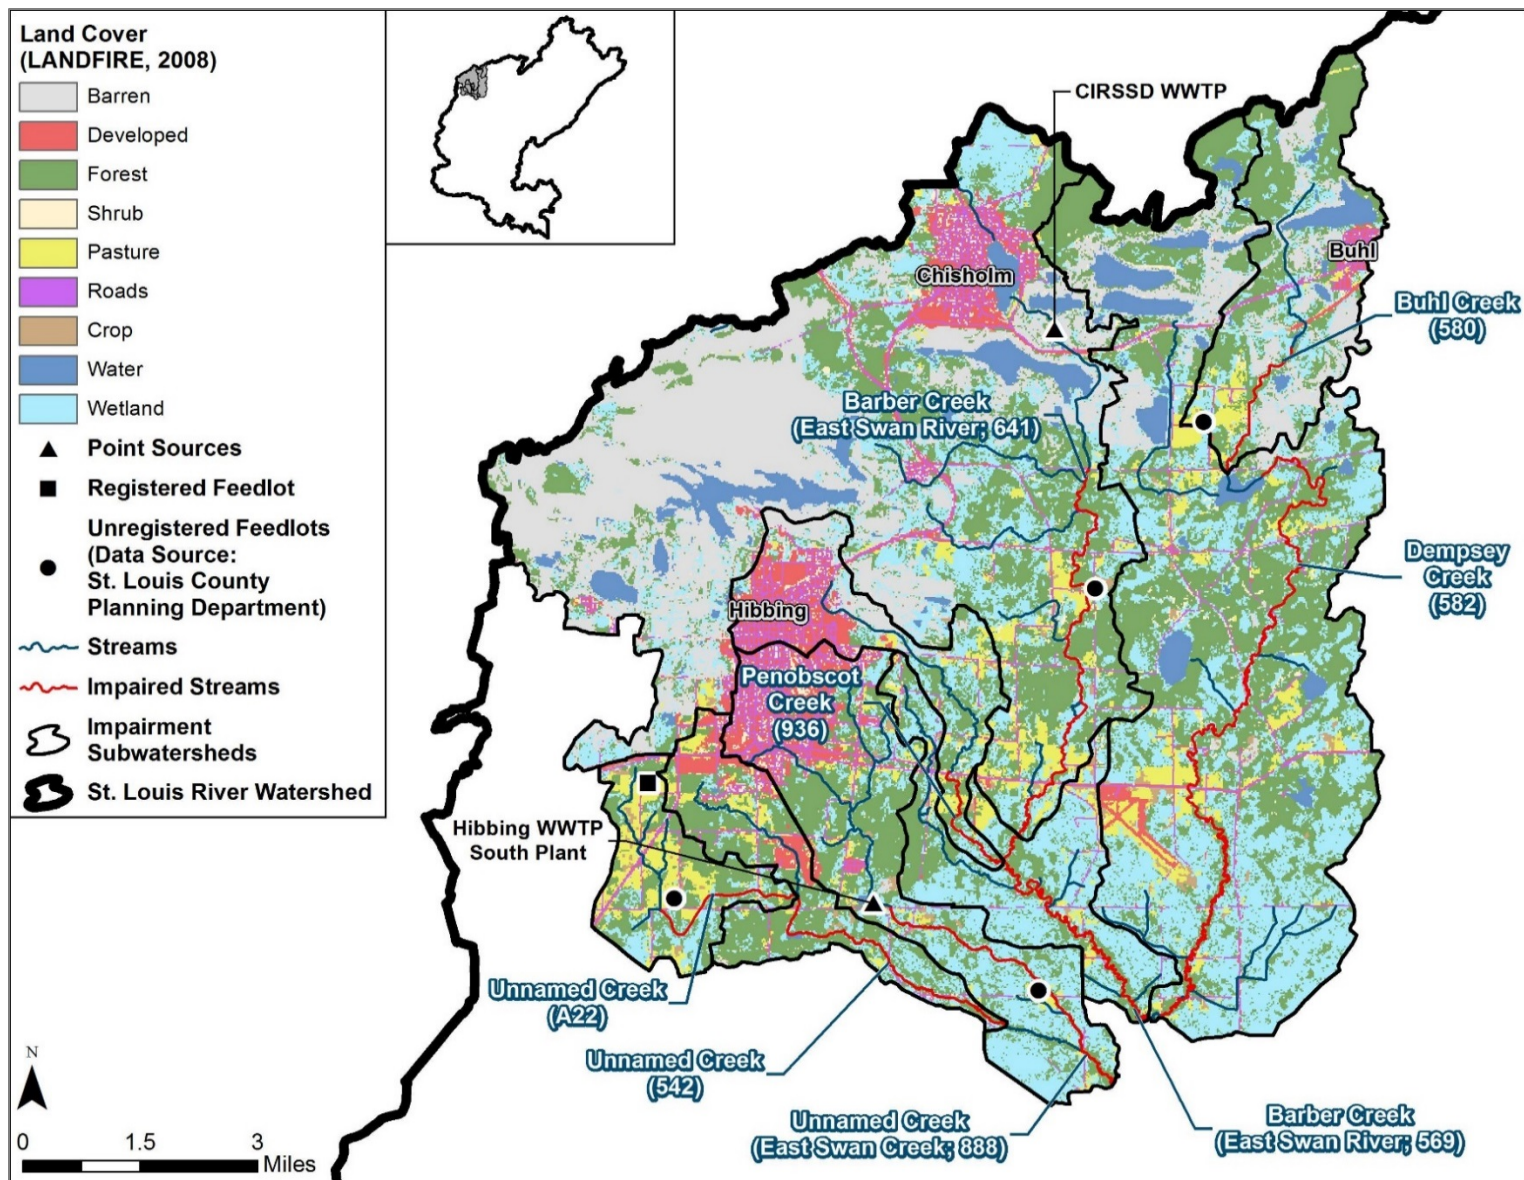 Land Cover
(LANDFIRE, 2008)
Barren
Developed
Forest
Shrub
Pasture
Roads
Crop
Water
Wetland
Point Sources
Registered Feedlot
Unregistered Feedlots
(Data Source:
St. Louis County
Planning Department)
Streams
Impaired Streams
Impairment
Subwatersheds
St. Louis River Watershed
CIRSSD WWTP
Chisholm
Buhl
Buhl Creek
(580)
Barber Creek
(East Swan River; 641)
Dempsey
Creek
(582)
Hibbing
Penobscot
Creek
(936)
Hibbing WWTP
South Plant
Unnamed Creek
(A22)
Unnamed Creek
(542)
Unnamed Creek
(East Swan Creek; 888)
Barber Creek
(East Swan River; 569)
N
0 1.5 3
Miles